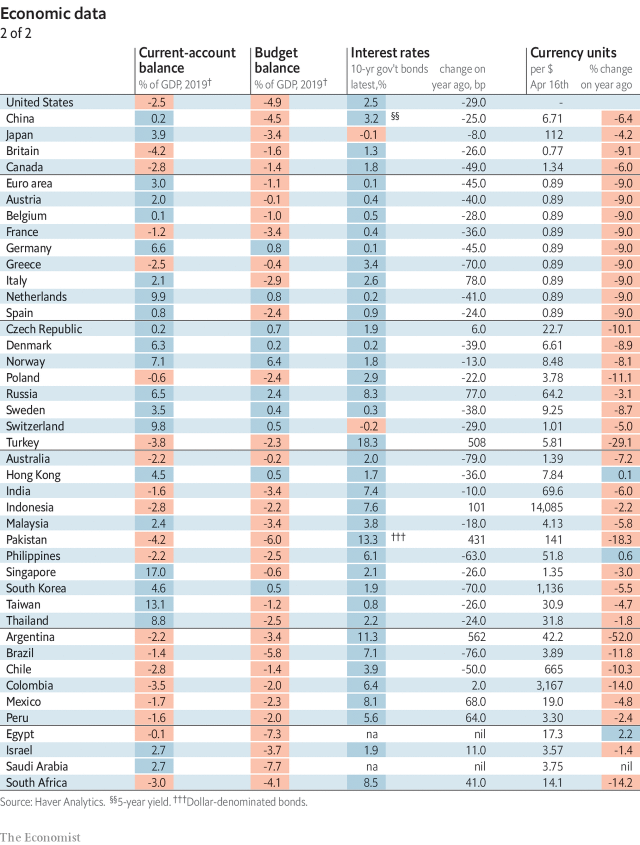 Economic data
2 of 2
Current-account balance Budget balance Interest rates Currency units
% of GDP, 2019† % of GDP, 2019† 10-yr gov't bonds latest,% change on year ago, bp per $ Apr 16th % change on year ago
United States -2.5 -4.9 2.5 -29.0 -
China 0.2 -4.5 3.2 §§ -25.0 6.71 -6.4
Japan 3.9 -3.4 -0.1 -8.0 112 -4.2
Britain -4.2 -1.6 1.3 -26.0 0.77 -9.1
Canada -2.8 -1.4 1.8 -49.0 1.34 -6.0
Euro area 3.0 -1.1 0.1 -45.0 0.89 -9.0
Austria 2.0 -0.1 0.4 -40.0 0.89 -9.0
Belgium 0.1 -1.0 0.5 -28.0 0.89 -9.0
France -1.2 -3.4 0.4 -36.0 0.89 -9.0
Germany 6.6 0.8 0.1 -45.0 0.89 -9.0
Greece -2.5 -0.4 3.4 -70.0 0.89 -9.0
Italy 2.1 -2.9 2.6 78.0 0.89 -9.0
Netherlands 9.9 0.8 0.2 -41.0 0.89 -9.0
Spain 0.8 -2.4 0.9 -24.0 0.89 -9.0
Czech Republic 0.2 0.7 1.9 6.0 22.7 -10.1
Denmark 6.3 0.2 0.2 -39.0 6.61 -8.9
Norway 7.1 6.4 1.8 -13.0 8.48 -8.1
Poland -0.6 -2.4 2.9 -22.0 3.78 -11.1
Russia 6.5 2.4 8.3 77.0 64.2 -3.1
Sweden 3.5 0.4 0.3 -38.0 9.25 -8.7
Switzerland 9.8 0.5 -0.2 -29.0 1.01 -5.0
Turkey -3.8 -2.3 18.3 508 5.81 -29.1
Australia -2.2 -0.2 2.0 -79.0 1.39 -7.2
Hong Kong 4.5 0.5 1.7 -36.0 7.84 0.1
India -1.6 -3.4 7.4 -10.0 69.6 -6.0
Indonesia -2.8 -2.2 7.6 101 14,085 -2.2
Malaysia 2.4 -3.4 3.8 -18.0 4.13 -5.8
Pakistan -4.2 -6.0 13.3 ††† 431 141 -18.3
Philippines -2.2 -2.5 6.1 -63.0 51.8 0.6
Singapore 17.0 -0.6 2.1 -26.0 1.35 -3.0
South Korea 4.6 0.5 1.9 -70.0 1,136 -5.5
Taiwan 13.1 -1.2 0.8 -26.0 30.9 -4.7
Thailand 8.8 -2.5 2.2 -24.0 31.8 -1.8
Argentina -2.2 -3.4 11.3 562 42.2 -52.0
Brazil -1.4 -5.8 7.1 -76.0 3.89 -11.8
Chile -2.8 -1.4 3.9 -50.0 665 -10.3
Colombia -3.5 -2.0 6.4 2.0 3,167 -14.0
Mexico -1.7 -2.3 8.1 68.0 19.0 -4.8
Peru -1.6 -2.0 5.6 64.0 3.30 -2.4
Egypt -0.1 -7.3 na nil 17.3 2.2
Israel 2.7 -3.7 1.9 11.0 3.57 -1.4
Saudi Arabia 2.7 -7.7 na nil 3.75 nil
South Africa -3.0 -4.1 8.5 41.0 14.1 -14.2
Source: Haver Analytics. §§5-year yield. †††Dollar-denominated bonds.
The Economist